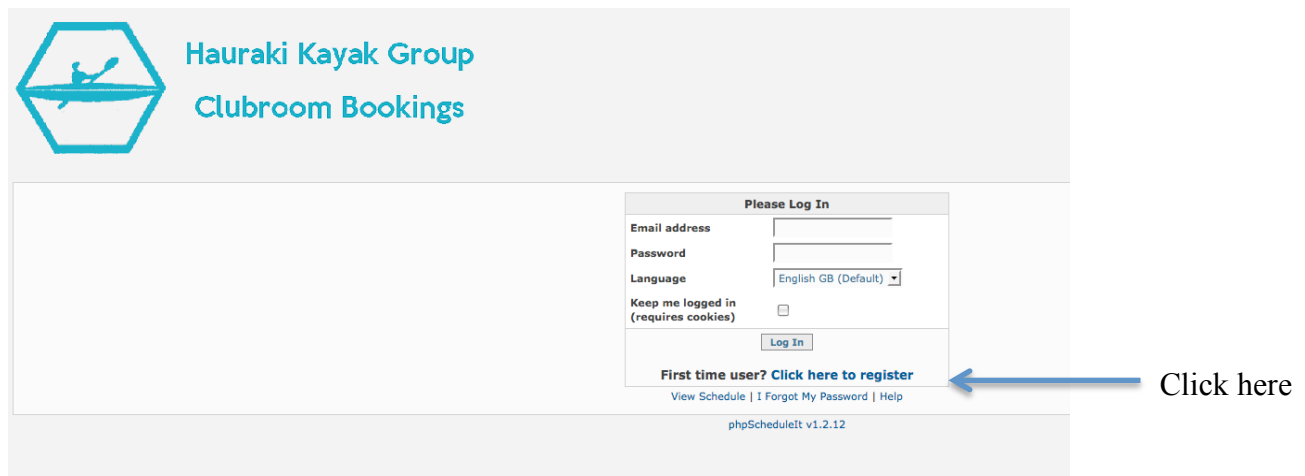 Hauraki Kayak Group
Clubroom Bookings
Please Log In
Email address
Password
Language English GB (Default)
Keep me logged in
(requires cookies)
Log In
First time user? Click here to register
Click here
View Schedule | I Forgot My Password | Help
phpScheduleIt v1.2.12